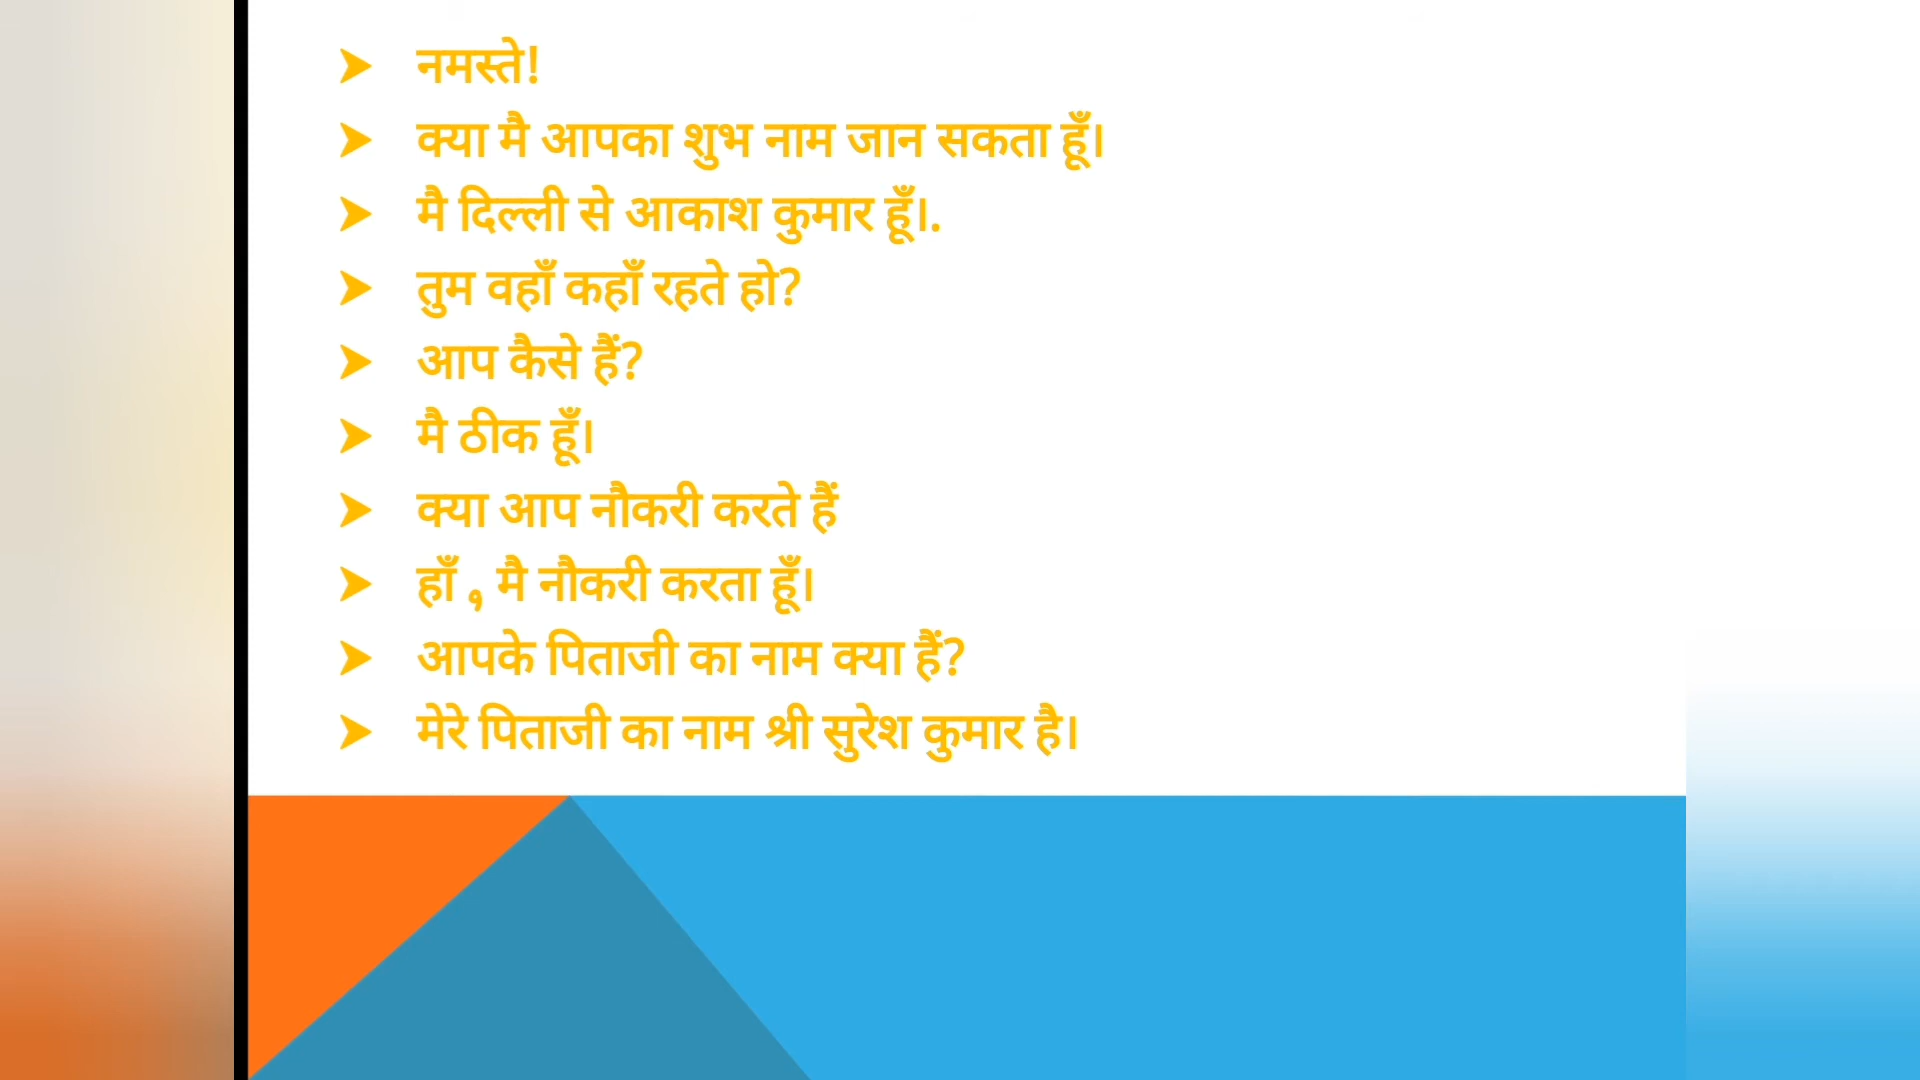 ➤ नमस्ते!
➤ क्या मै आपका शुभ नाम जान सकता हूँ।
➤ मै दिल्ली से आकाश कुमार हूँ।.
➤ तुम वहाँ कहाँ रहते हो?
➤ आप कैसे हैं?
➤ मै ठीक हूँ।
➤ क्या आप नौकरी करते हैं
➤ हाँ , मै नौकरी करता हूँ।
➤ आपके पिताजी का नाम क्या हैं?
➤ मेरे पिताजी का नाम श्री सुरेश कुमार है।